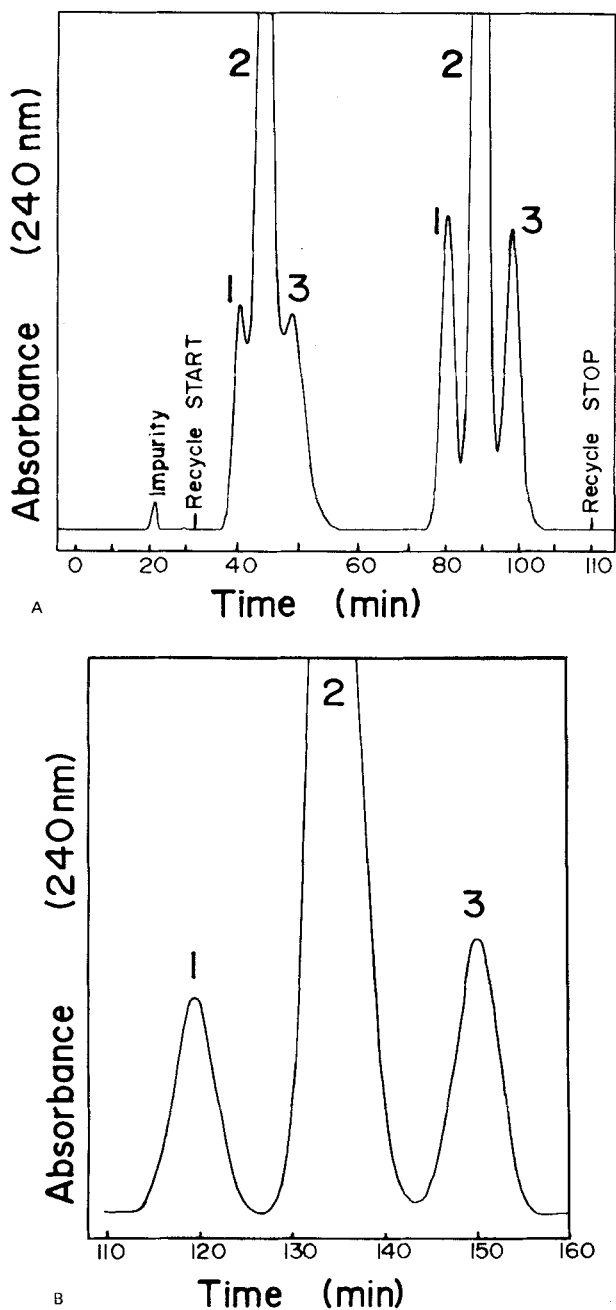 2
2
1
3
1
3
Absorbance (240 nm)
Impurity
Recycle START
Recycle STOP
0 20 40 60 80 100 110
A
Time (min)
2
3
1
Absorbance (240nm)
110 120 130 140 150 160
B
Time (min)